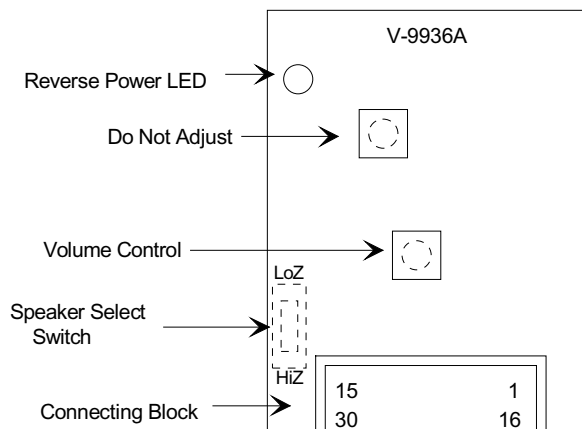 V-9936A
Reverse Power LED
Do Not Adjust
Volume Control
LoZ
Speaker Select
Switch
HiZ
15 1
Connecting Block
30 16